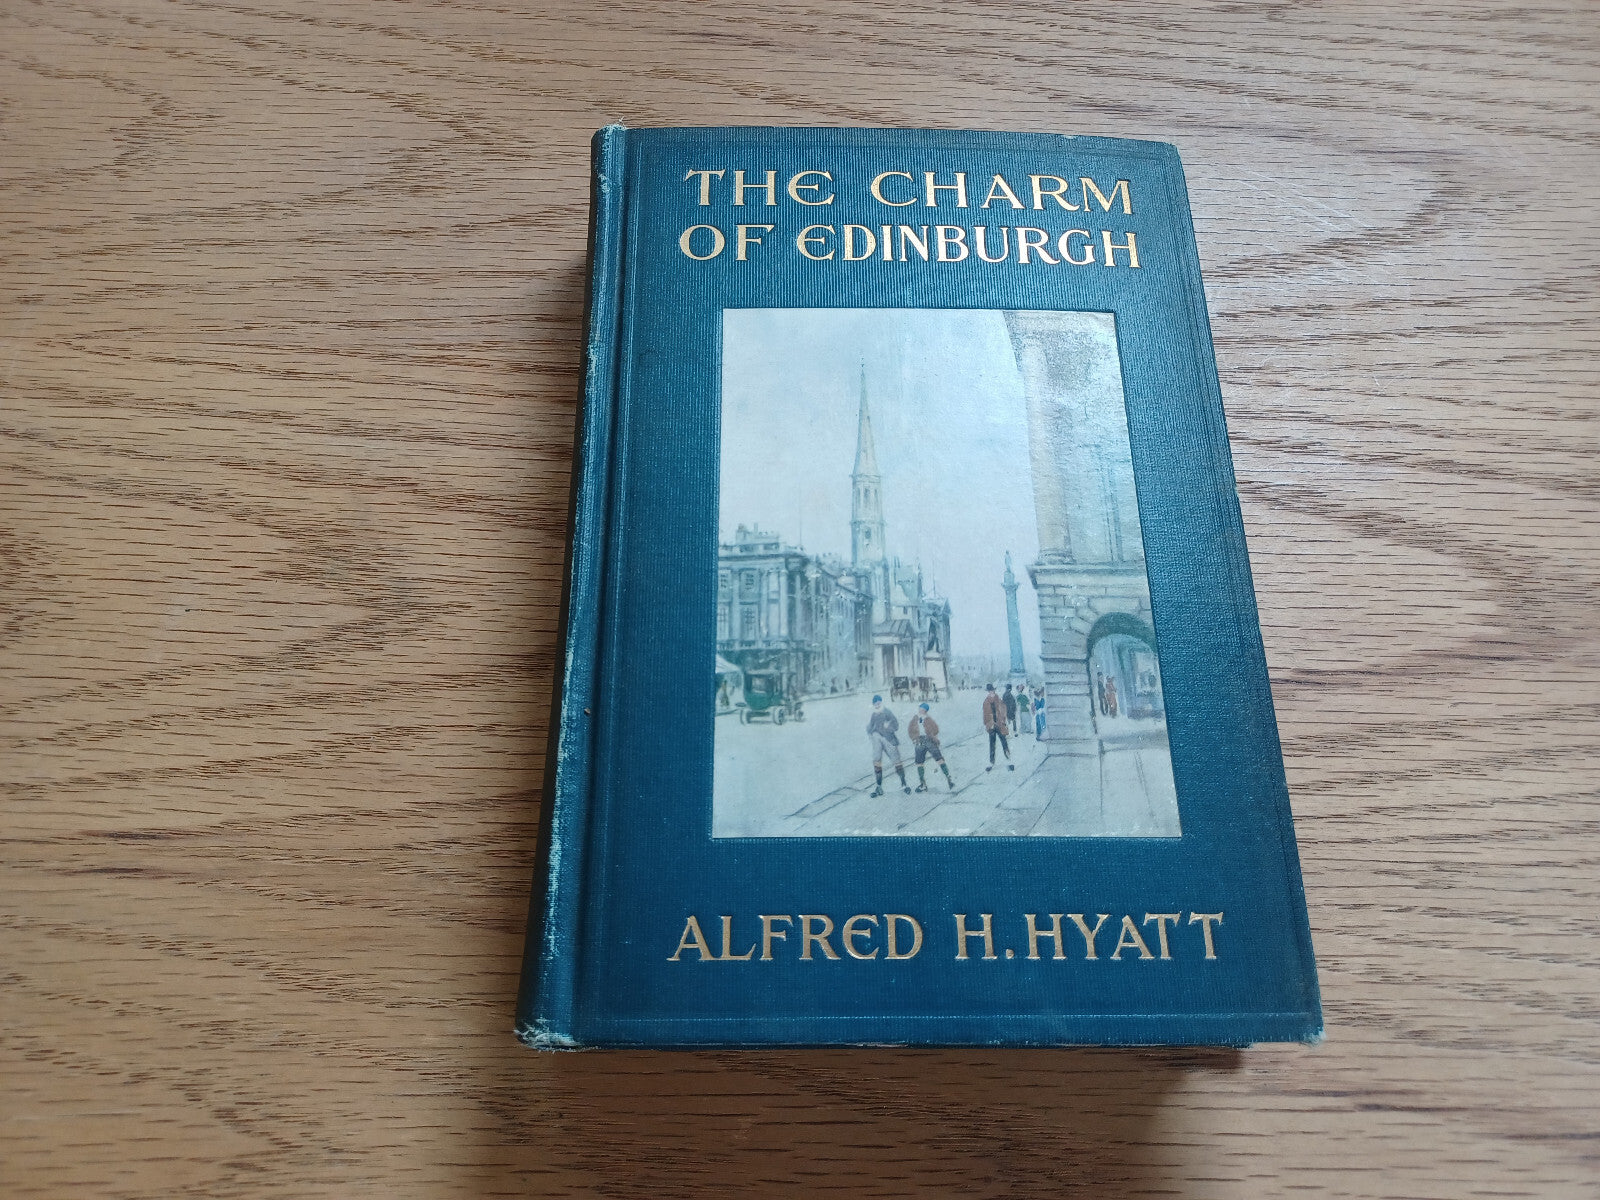 THE CHARM
OF EDINBURGH
ALFRED H. HYATT